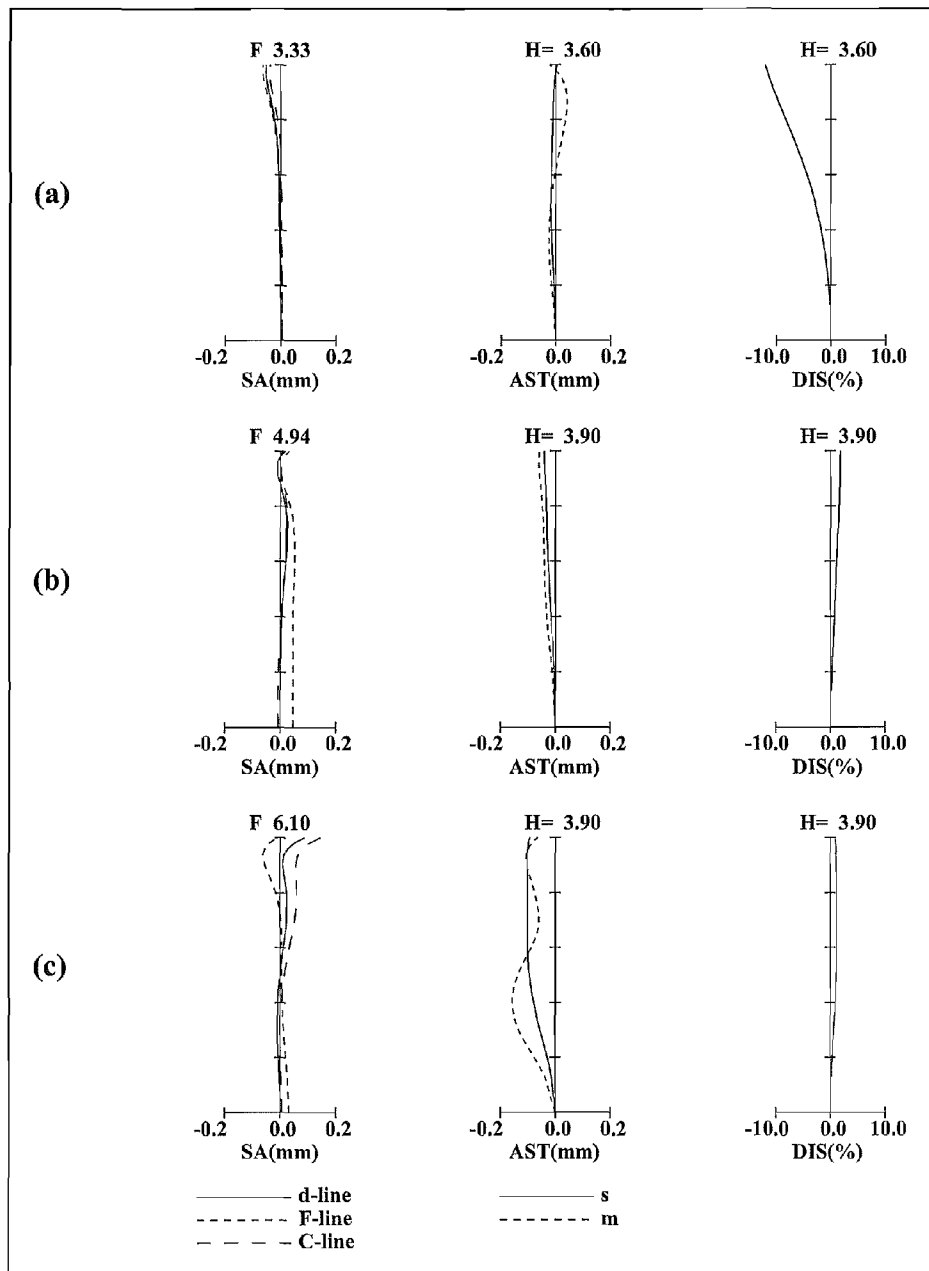 F 3.33 H= 3.60 H= 3.60
(a)
-0.2 0.0 0.2 -0.2 0.0 0.2 -10.0 0.0 10.0
SA(mm) AST(mm) DIS(%)
F 4.94 H= 3.90 H= 3.90
(b)
-0.2 0.0 0.2 -0.2 0.0 0.2 -10.0 0.0 10.0
SA(mm) AST(mm) DIS(%)
F 6.10 H= 3.90 H= 3.90
(c)
-0.2 0.0 0.2 -0.2 0.0 0.2 -10.0 0.0 10.0
SA(mm) AST(mm) DIS(%)
d-line s
F-line m
C-line